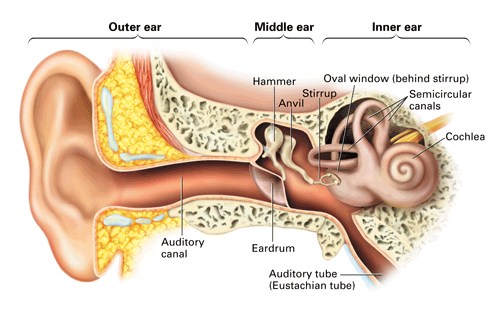 Outer ear
Middle ear
Inner ear
Oval window (behind stirrup)
Hammer
Stirrup
Semicircular
canals
Anvil
Cochlea
Auditory
canal
Eardrum
Auditory tube
(Eustachian tube)